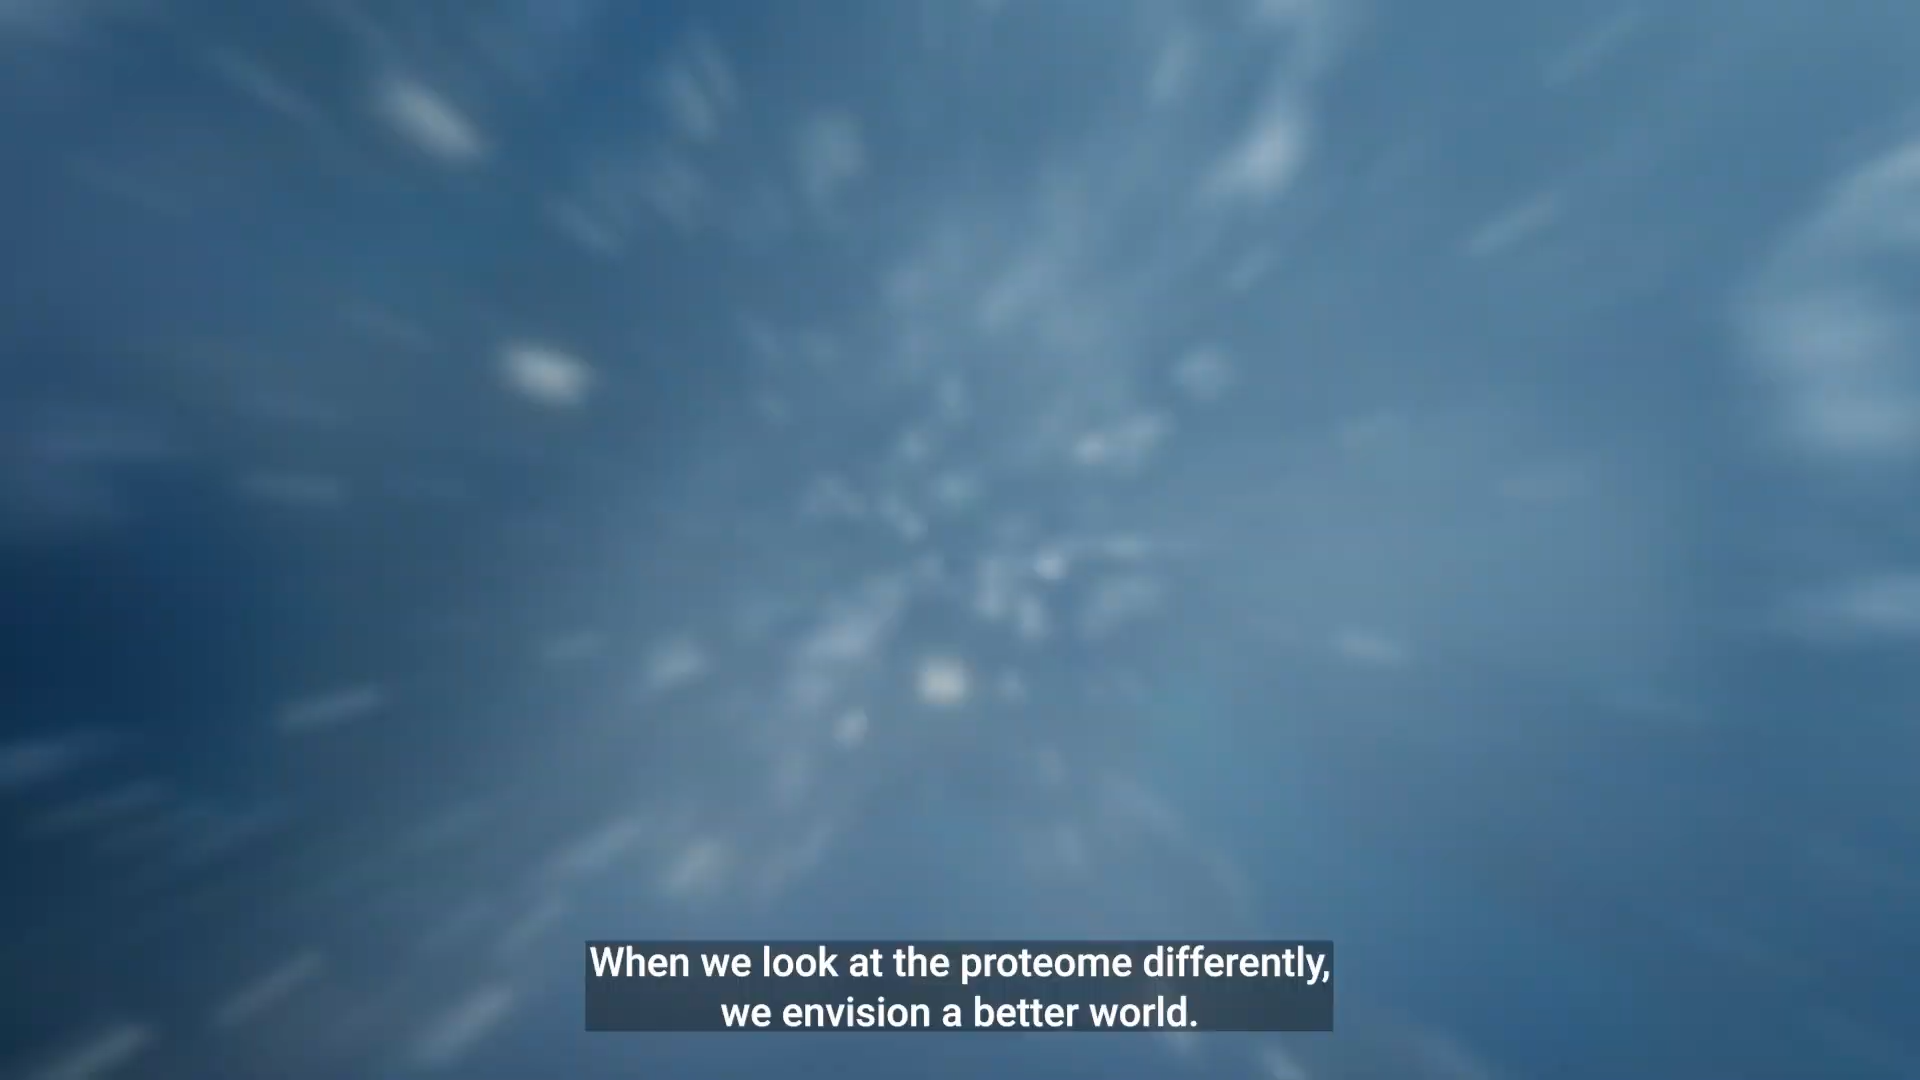 When we look at the proteome differently,
we envision a better world.